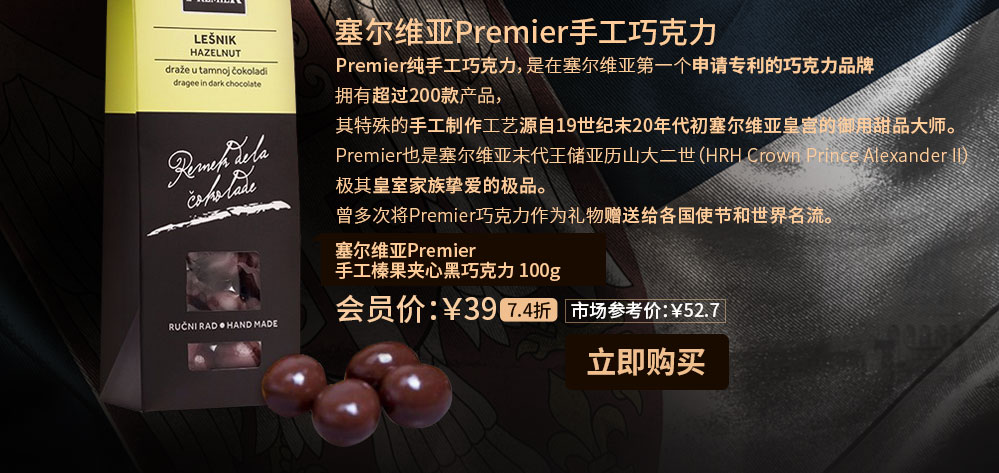 PREMIER
LEŠNIK
HAZELNUT
draže u tamnoj čokoladi
dragee in dark chocolate
Remek dela
čokolade
RUČNI RAD HAND MADE
塞尔维亚Premier手工巧克力
Premier纯手工巧克力，是在塞尔维亚第一个申请专利的巧克力品牌
拥有超过200款产品，
其特殊的手工制作工艺源自19世纪末20年代初塞尔维亚皇宫的御用甜品大师。
Premier也是塞尔维亚末代王储亚历山大二世（HRH Crown Prince Alexander II）
极其皇室家族挚爱的极品。
曾多次将Premier巧克力作为礼物赠送给各国使节和世界名流。
塞尔维亚Premier
手工榛果夹心黑巧克力 100g
会员价：¥39 7.4折 市场参考价：¥52.7
立即购买